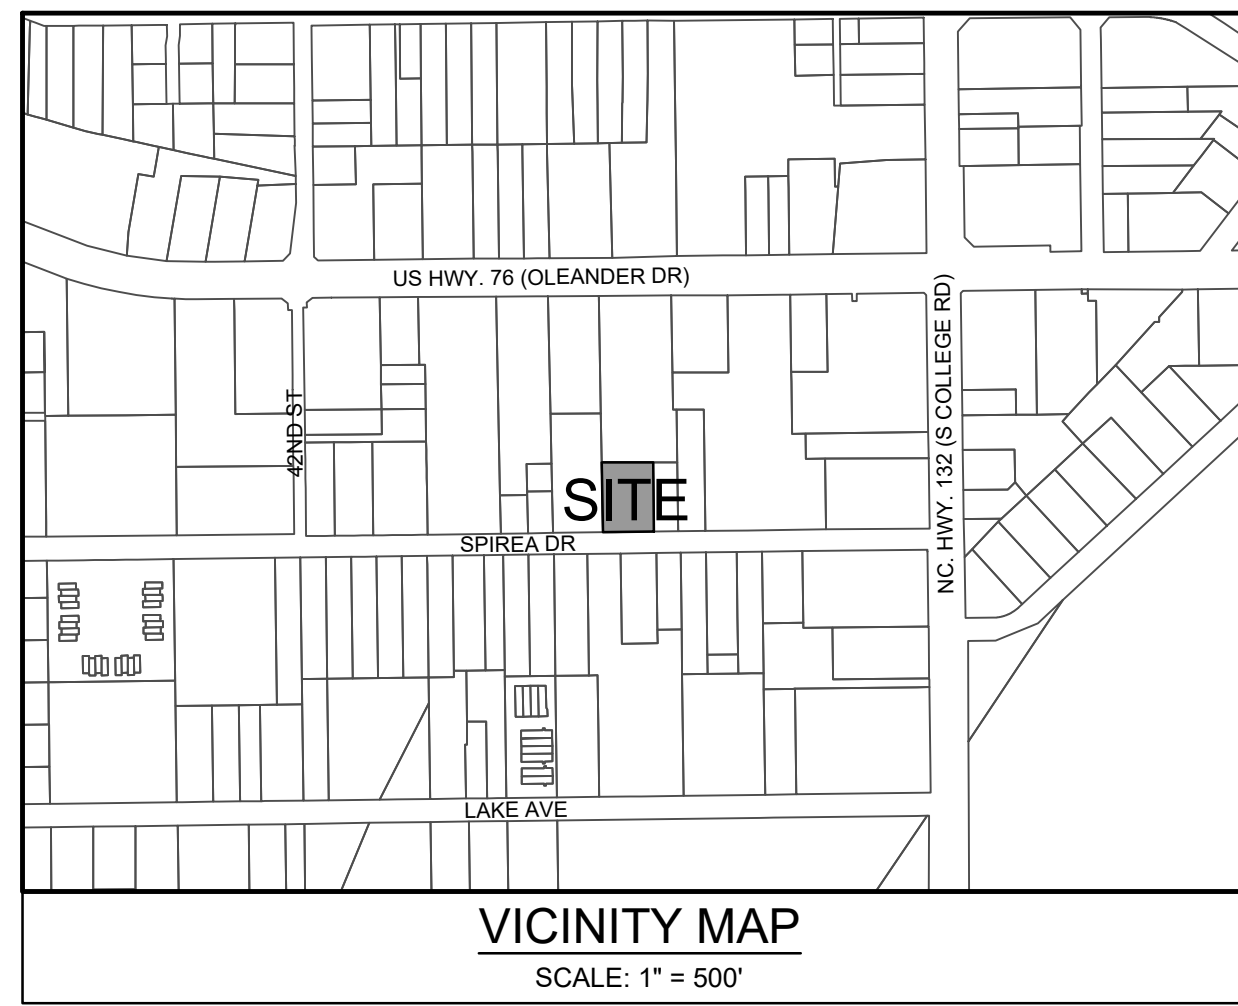 US HWY. 76 (OLEANDER DR)
NC. HWY. 132 (S COLLEGE RD)
42ND ST
SITE
SPIREA DR
LAKE AVE
VICINITY MAP
SCALE: 1" = 500'